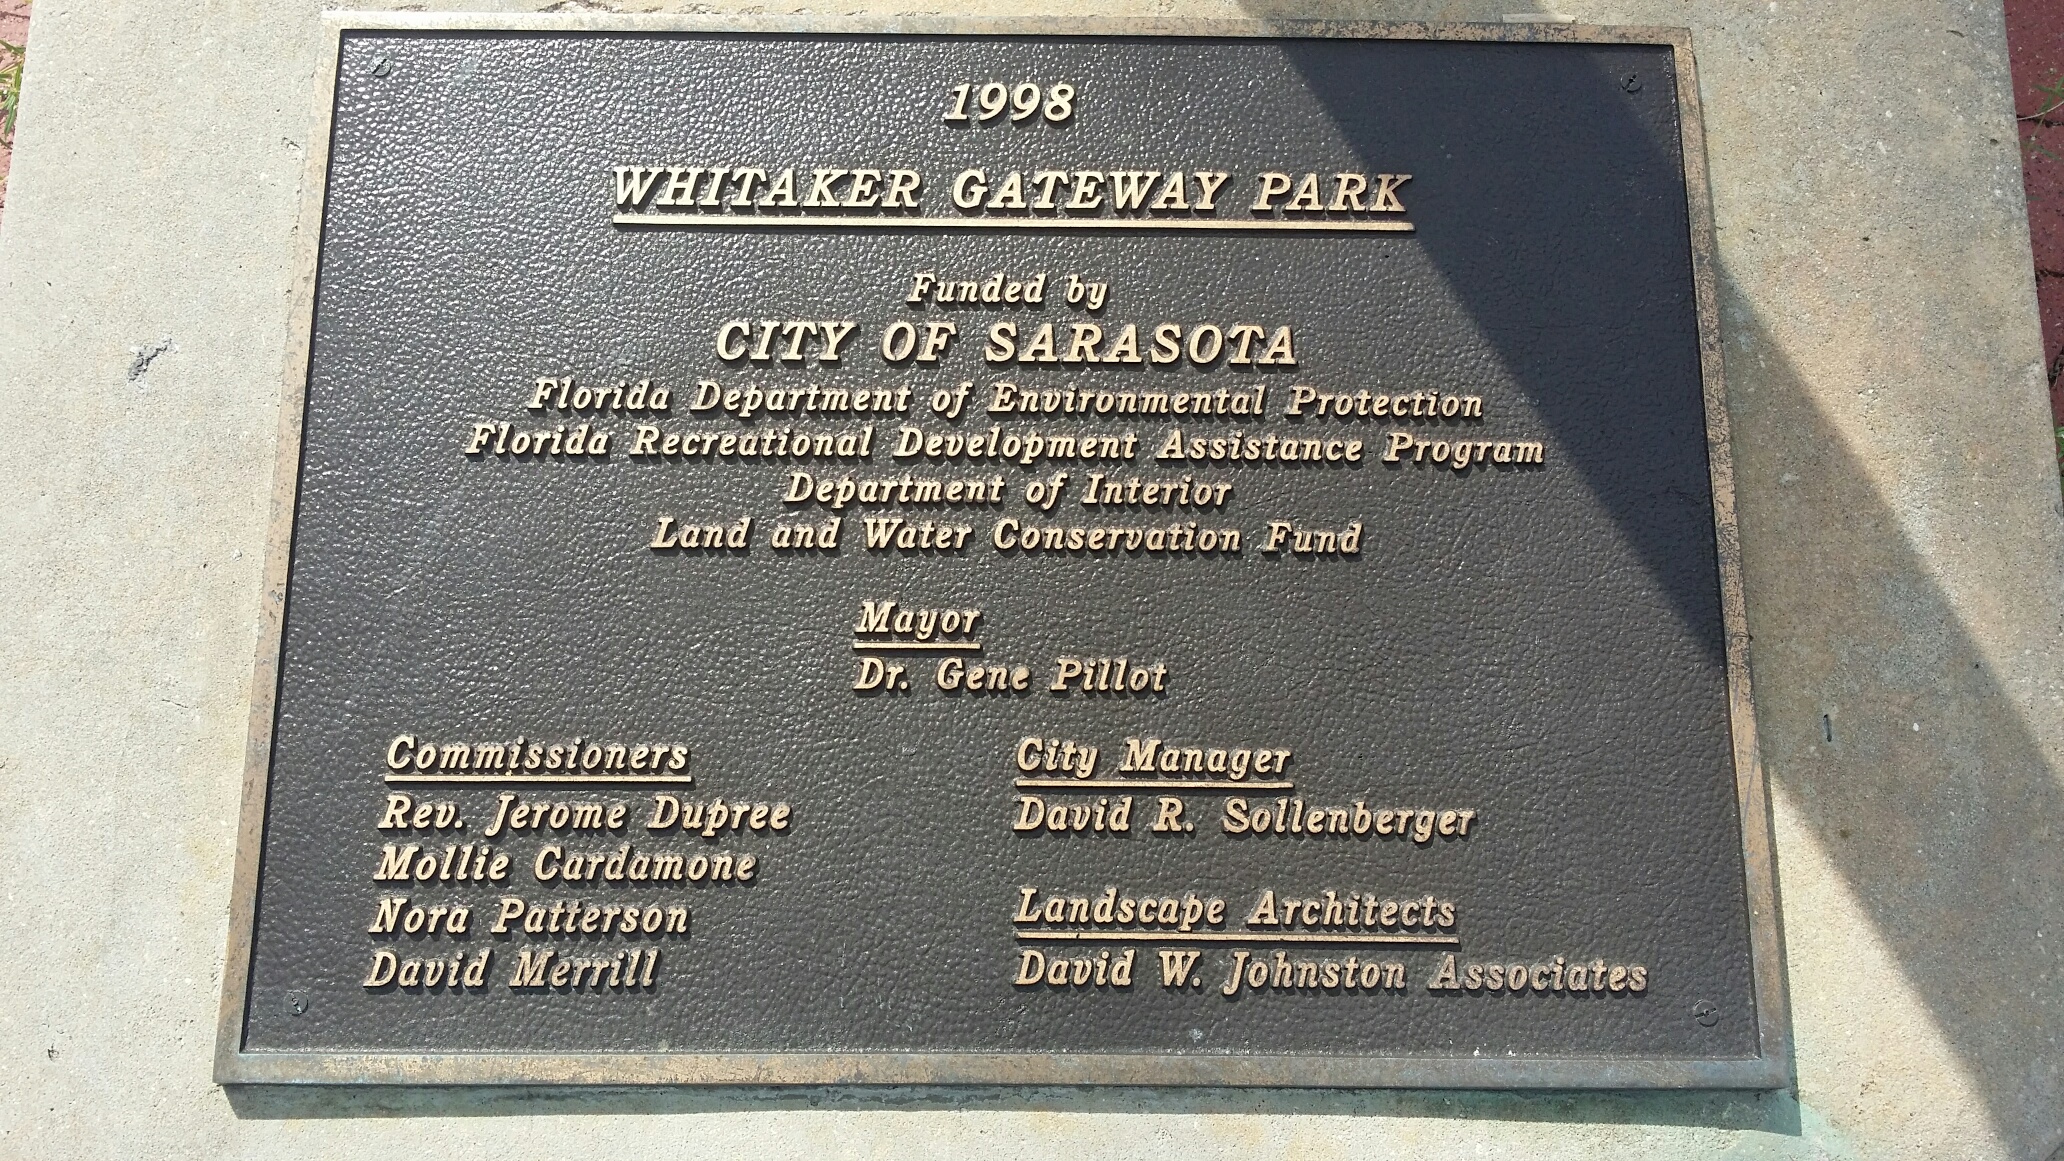 1998
WHITAKER GATEWAY PARK
Funded by
CITY OF SARASOTA
Florida Department of Environmental Protection
Florida Recreational Development Assistance Program
Department of Interior
Land and Water Conservation Fund
Mayor
Dr. Gene Pillot
Commissioners
Rev. Jerome Dupree
Mollie Cardamone
Nora Patterson
David Merrill
City Manager
David R. Sollenberger
Landscape Architects
David W. Johnston Associates